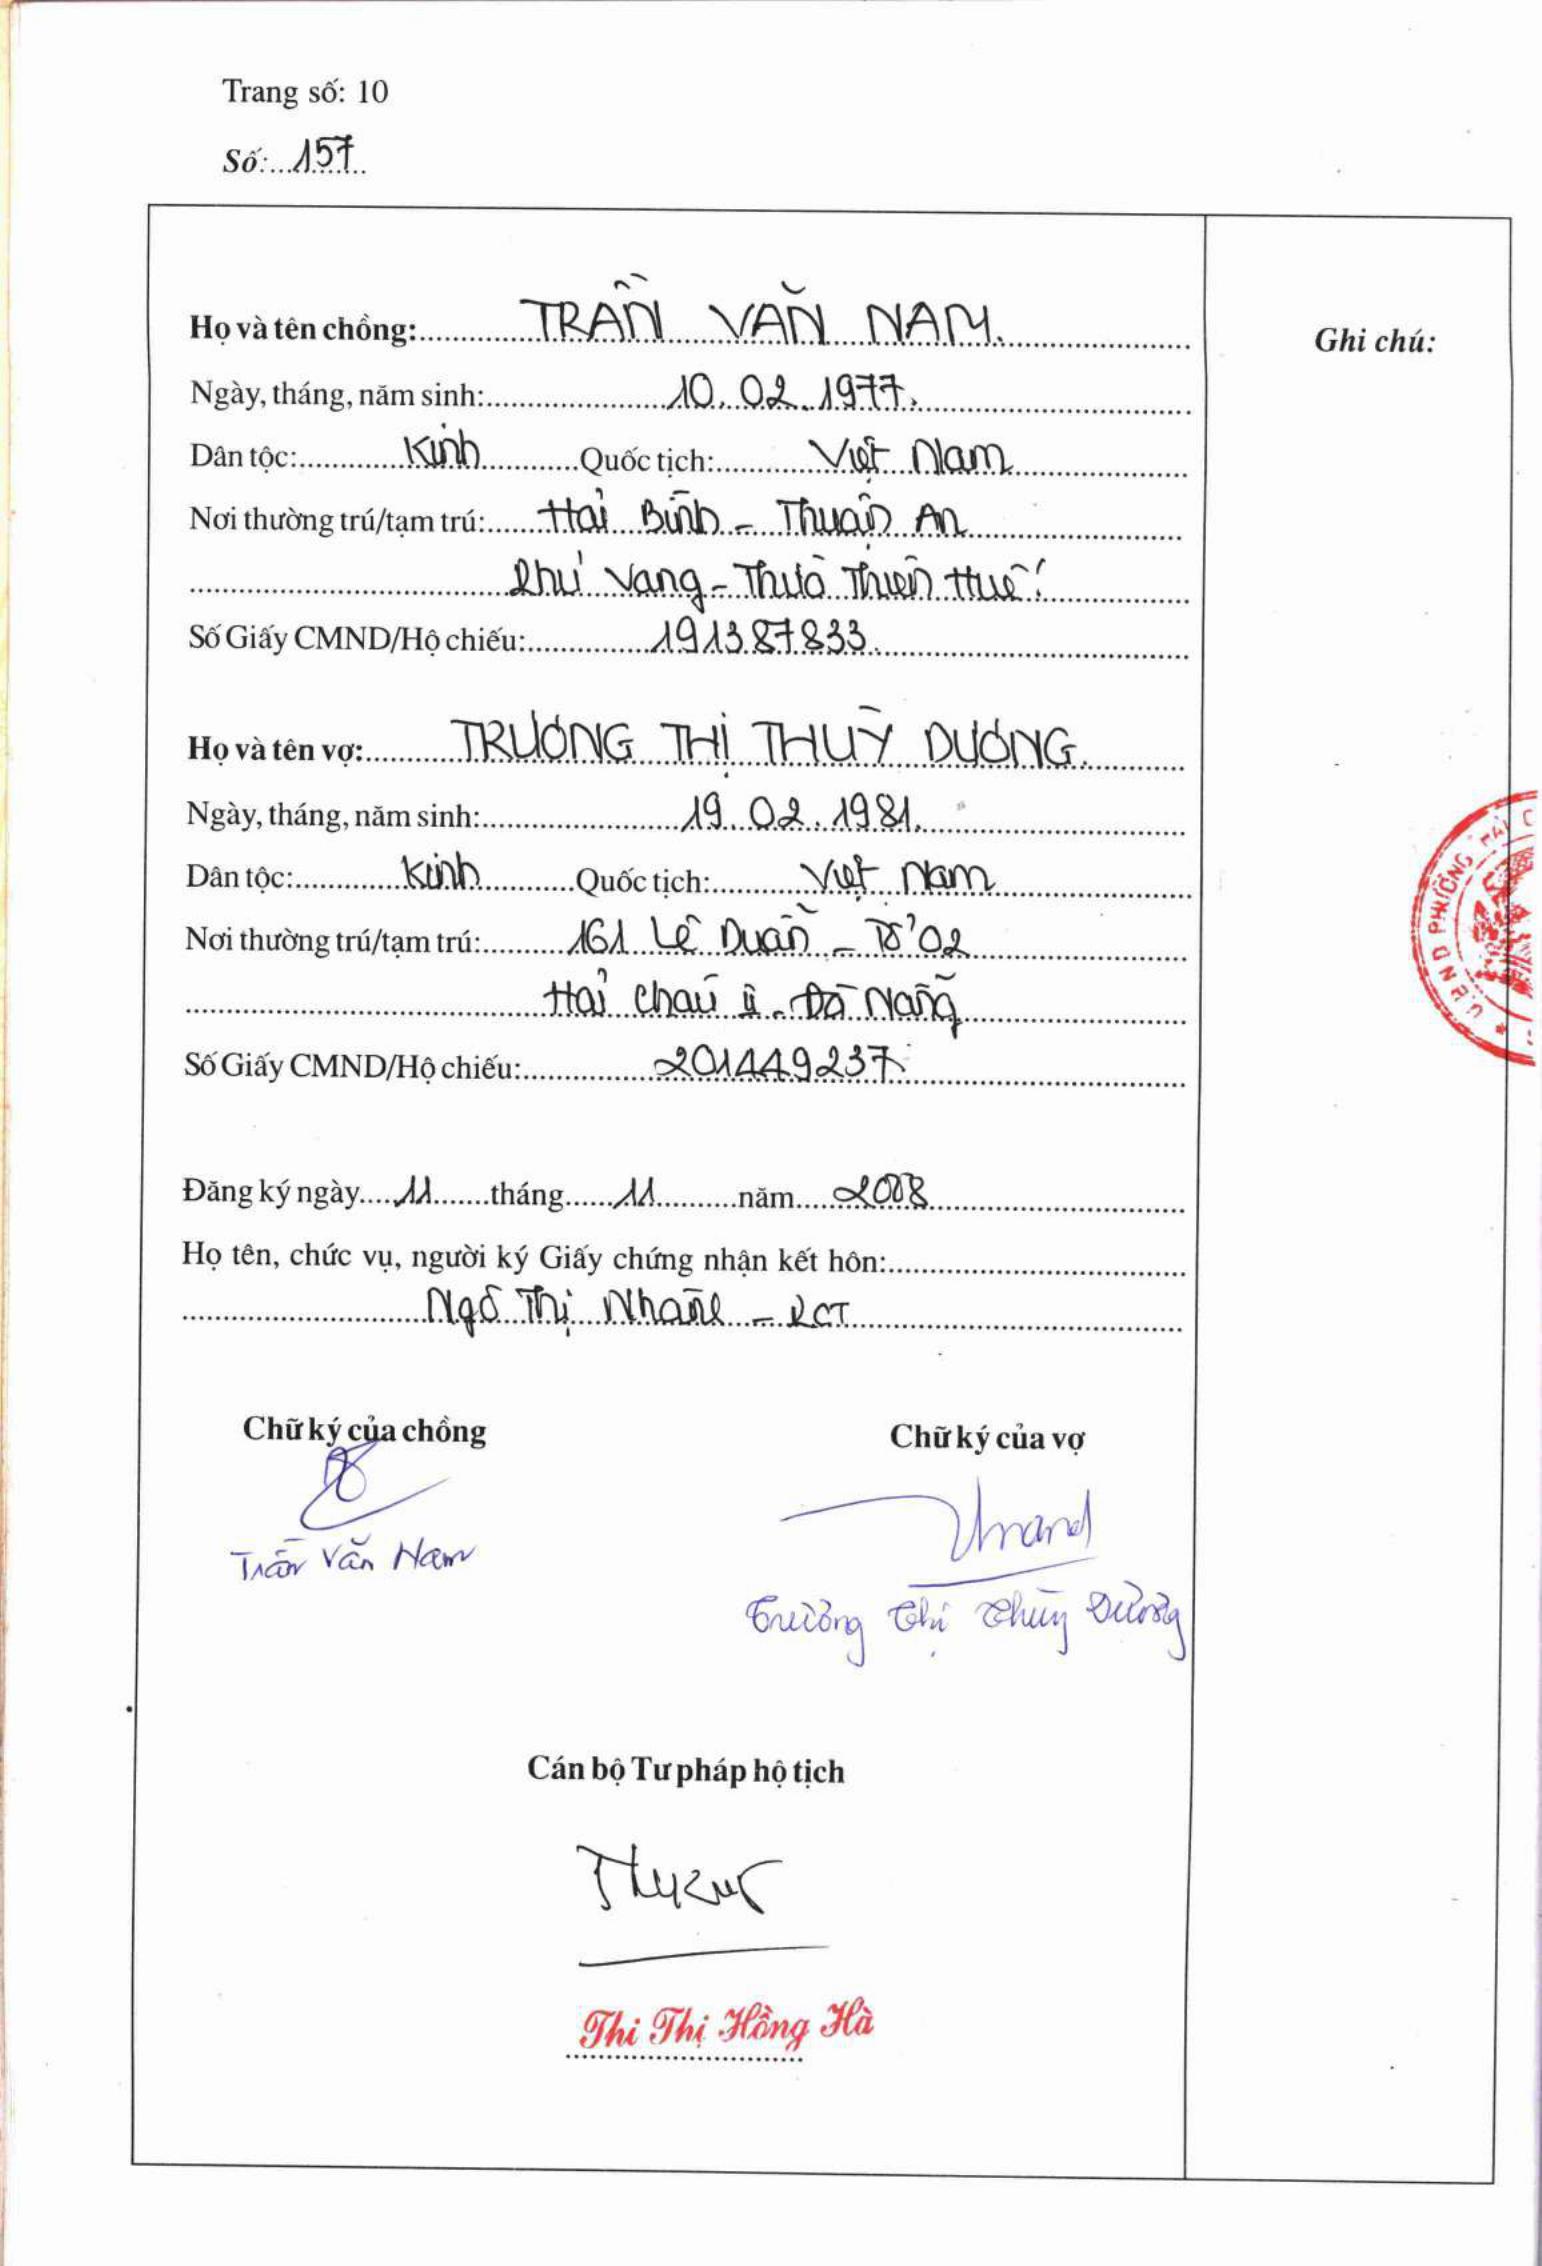 Trang số: 10
Số: 157
Họ và tên chồng: TRẦN VĂN NAM.
Ghi chú:
Ngày, tháng, năm sinh: 10.02.1977.
Dân tộc: Kinh Quốc tịch: Việt Nam
Nơi thường trú/tạm trú: Hải Bình - Thuận An
Phú Vang - Thừa Thiên Huế
Số Giấy CMND/Hộ chiếu: 191387833.
Họ và tên vợ: TRƯƠNG THỊ THUỲ DƯƠNG.
Ngày, tháng, năm sinh: 19.02.1981.
Dân tộc: Kinh Quốc tịch: Việt Nam
Nơi thường trú/tạm trú: 161 Lê Duẩn - Tổ 02
Hải Châu II - Đà Nẵng
Số Giấy CMND/Hộ chiếu: 201449237
U.B.N.D PHƯỜNG HẢI C
Đăng ký ngày 11 tháng 11 năm 2008
Họ tên, chức vụ, người ký Giấy chứng nhận kết hôn:
Ngô Thị - PCT
Chữ ký của chồng
Chữ ký của vợ
Trần Văn Nam
Trương Thị Thùy Dương
Cán bộ Tư pháp hộ tịch
Thi Thị Hồng Hà